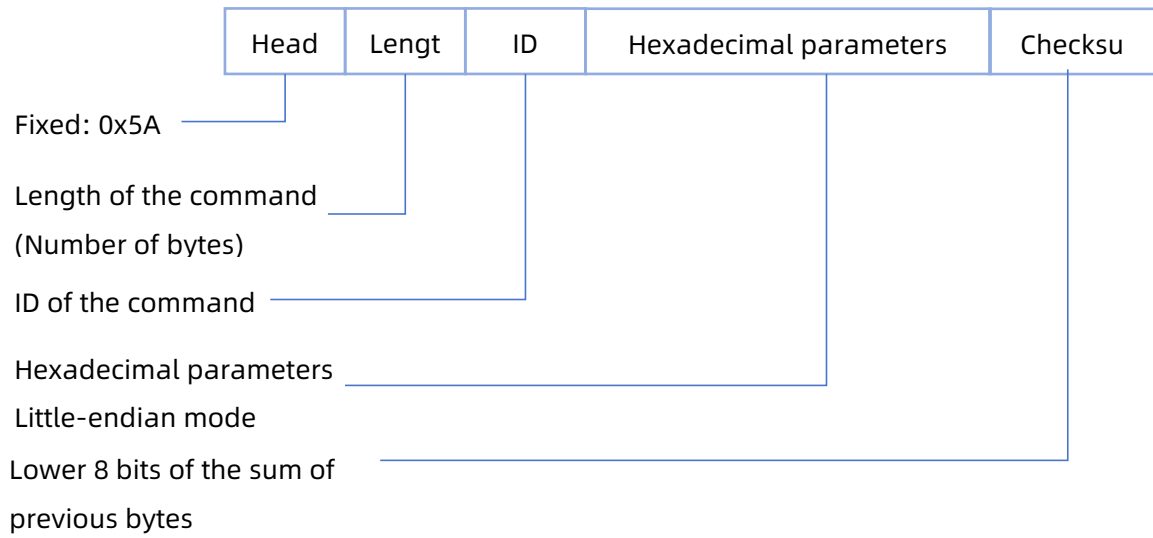 Head Lengt ID Hexadecimal parameters Checksu
Fixed: 0x5A
Length of the command
(Number of bytes)
ID of the command
Hexadecimal parameters
Little-endian mode
Lower 8 bits of the sum of
previous bytes